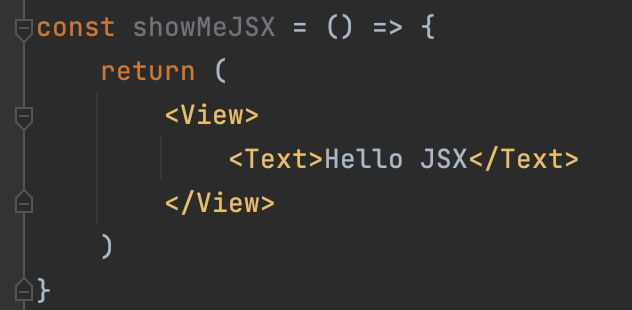 const showMeJSX = () => {
    return (
        <View>
            <Text>Hello JSX</Text>
        </View>
    )
}